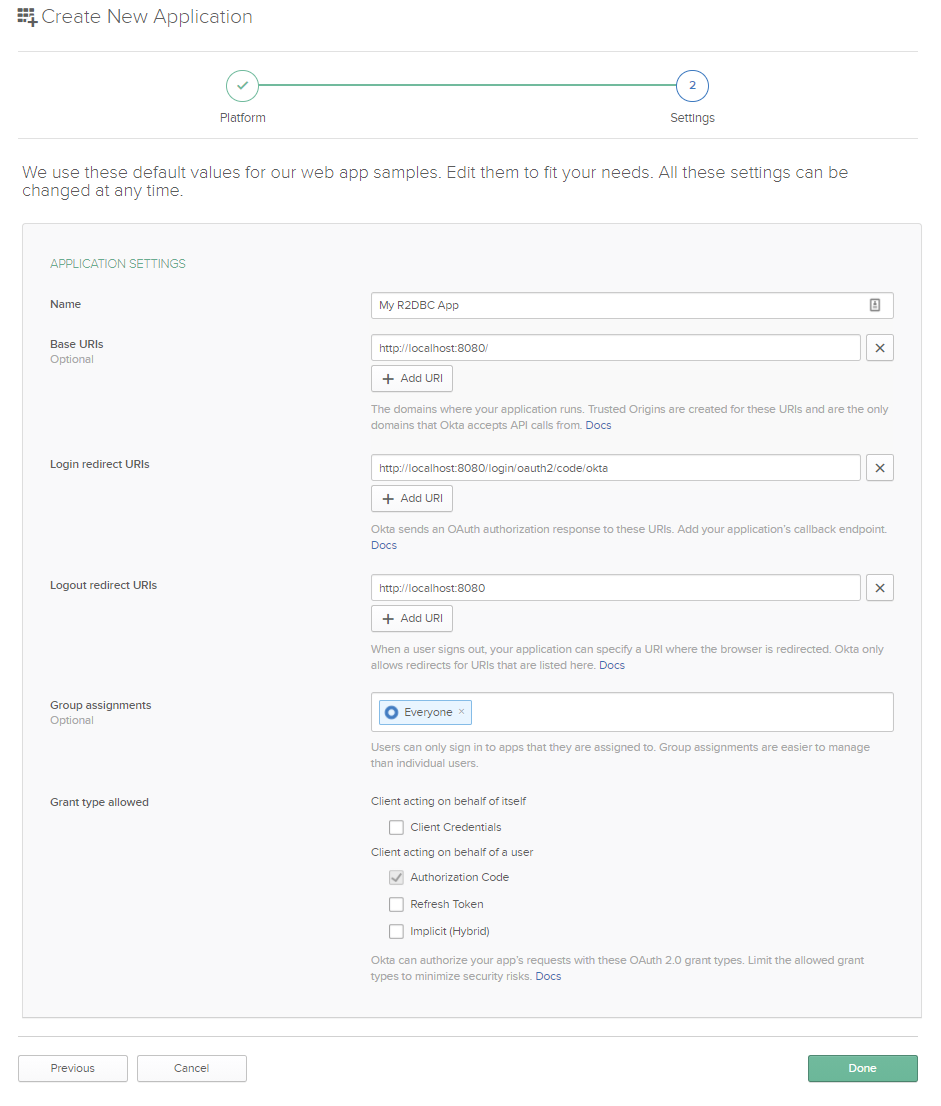 Create New Application
2
Platform
Settings
We use these default values for our web app samples. Edit them to fit your needs. All these settings can be
changed at any time.
APPLICATION SETTINGS
Name
My R2DBC App
Base URIs
Optional
http://localhost:8080/
Add URI
The domains where your application runs. Trusted Origins are created for these URIs and are the only
domains that Okta accepts API calls from. Docs
Login redirect URIs
http://localhost:8080/login/oauth2/code/okta
Add URI
Okta sends an OAuth authorization response to these URIs. Add your application's callback endpoint.
Docs
Logout redirect URIs
http://localhost:8080
Add URI
When a user signs out, your application can specify a URI where the browser is redirected. Okta only
allows redirects for URIs that are listed here. Docs
Group assignments
Optional
Everyone ×
Users can only sign in to apps that they are assigned to. Group assignments are easier to manage
than individual users.
Grant type allowed
Client acting on behalf of itself
Client Credentials
Client acting on behalf of a user
Authorization Code
Refresh Token
Implicit (Hybrid)
Okta can authorize your app's requests with these OAuth 2.0 grant types. Limit the allowed grant
types to minimize security risks. Docs
Previous
Cancel
Done